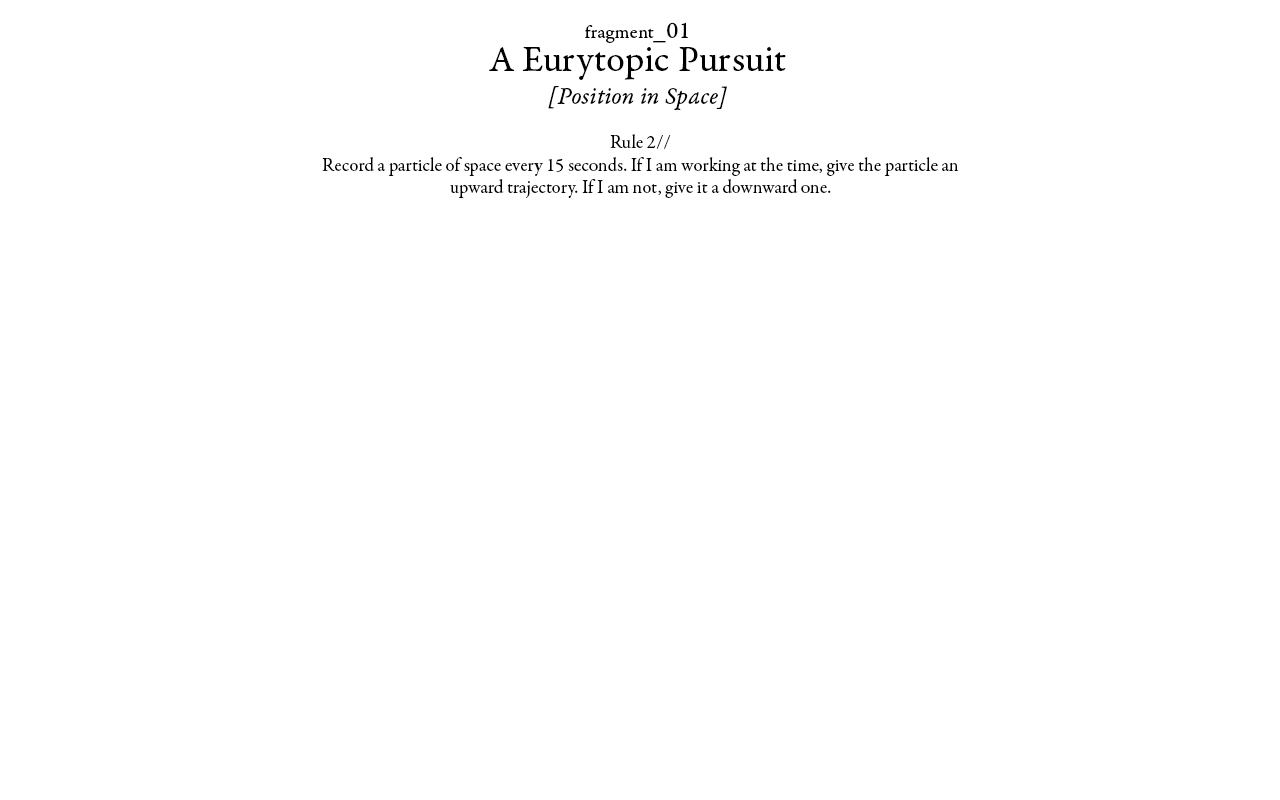 fragment_01
A Eurytopic Pursuit
[Position in Space]
Rule 2//
Record a particle of space every 15 seconds. If I am working at the time, give the particle an
upward trajectory. If I am not, give it a downward one.